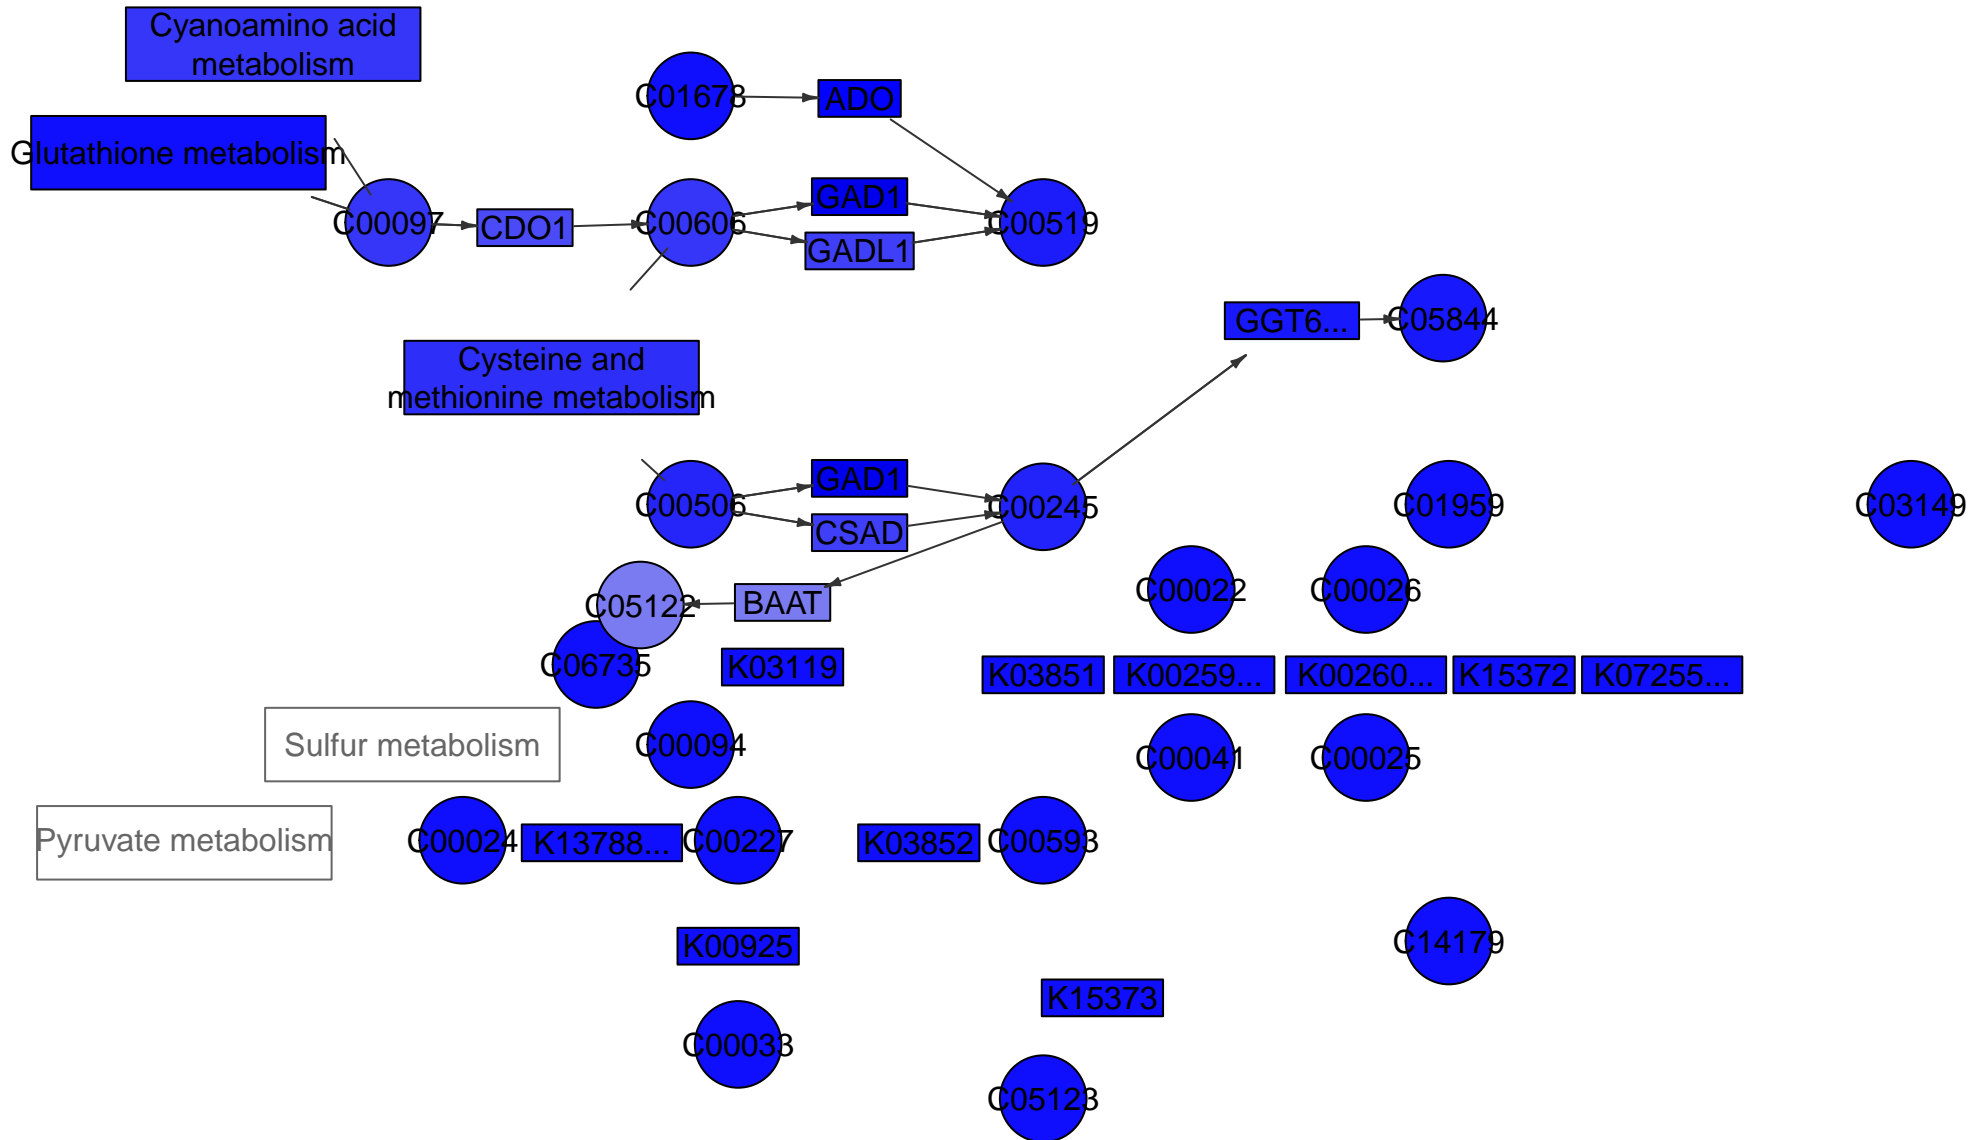 Cyanoamino acid
metabolism
C01678
ADO
Glutathione metabolism
C00097
CDO1
C00606
GAD1
GADL1
C00519
GGT6...
C05844
Cysteine and
methionine metabolism
C00506
GAD1
CSAD
C00245
C01959
C03149
C05122
BAAT
C00022
C00026
C06735
K03119
K03851
K00259...
K00260...
K15372
K07255...
Sulfur metabolism
C00094
C00041
C00025
Pyruvate metabolism
C00024
K13788...
C00227
K03852
C00593
K00925
C14179
K15373
C00033
C05123